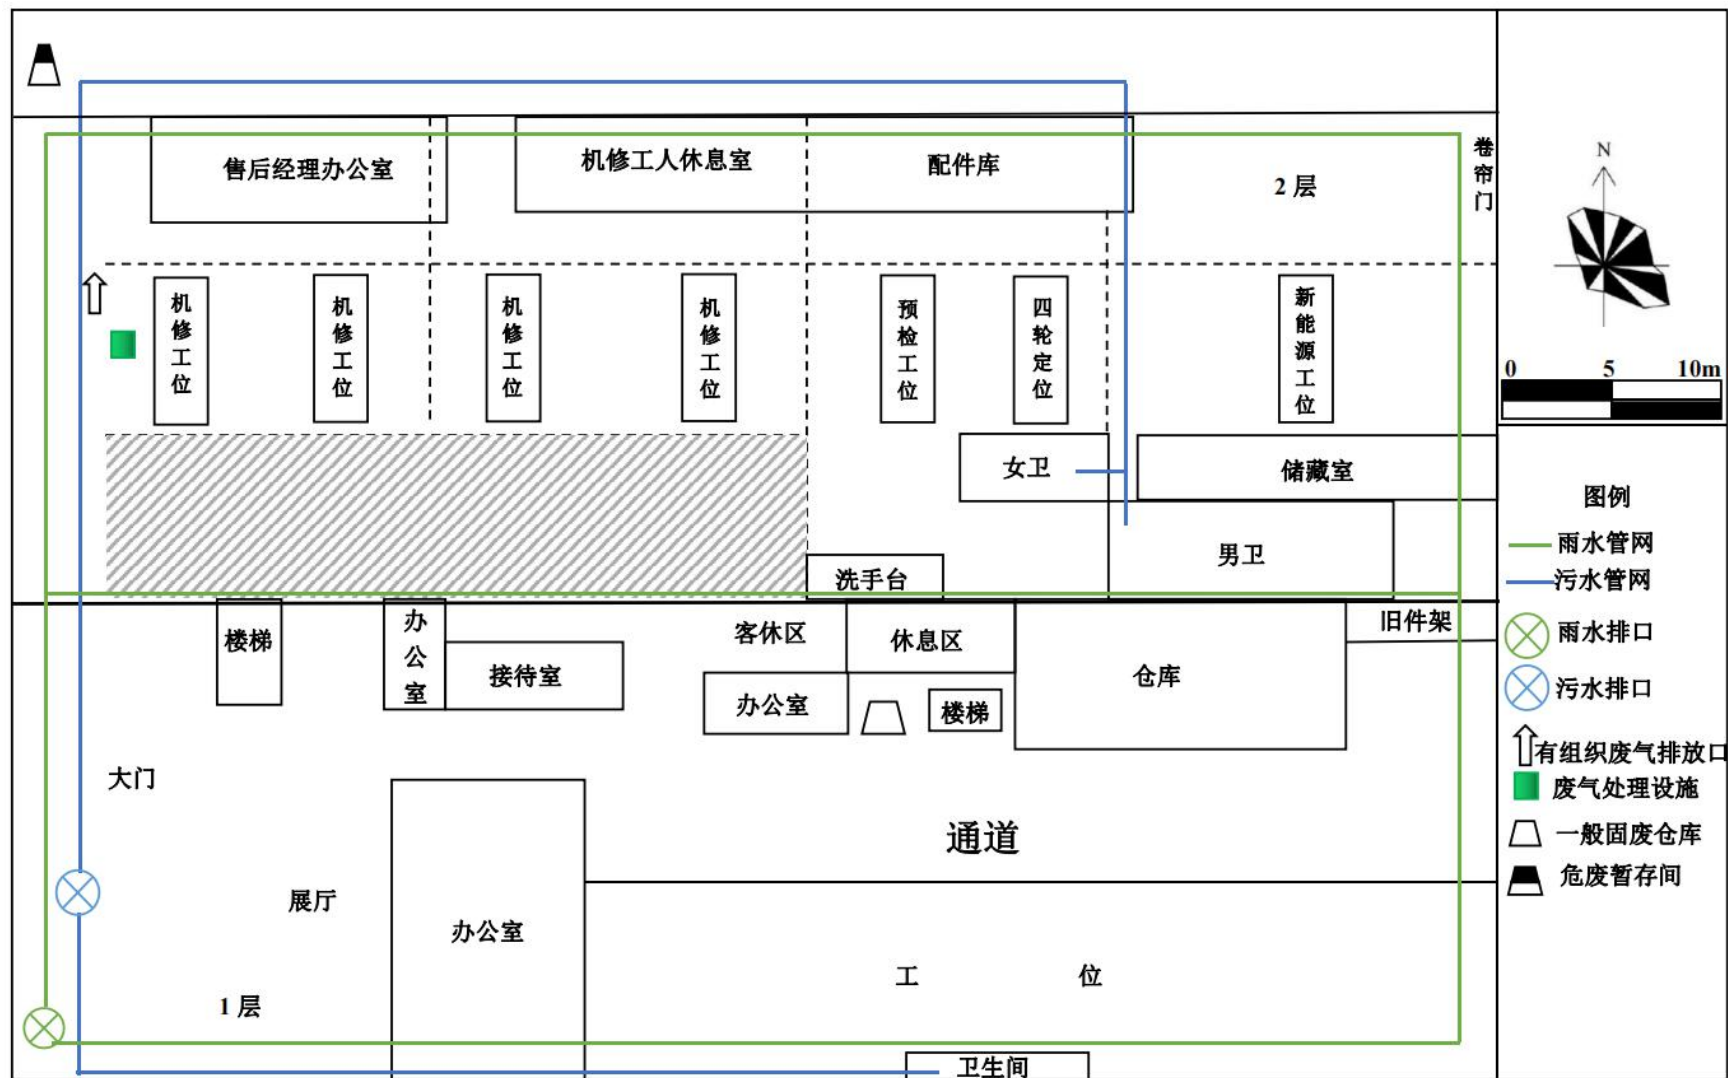 售后经理办公室
机修工人休息室
配件库
2 层
卷帘门
N
机修工位
机修工位
机修工位
机修工位
预检工位
四轮定位
新能源工位
0 5 10m
女卫
储藏室
男卫
洗手台
图例
雨水管网
污水管网
雨水排口
污水排口
有组织废气排放口
废气处理设施
一般固废仓库
危废暂存间
楼梯
办公室
接待室
客休区
休息区
办公室
楼梯
仓库
旧件架
大门
通道
展厅
办公室
工 位
1 层
卫生间